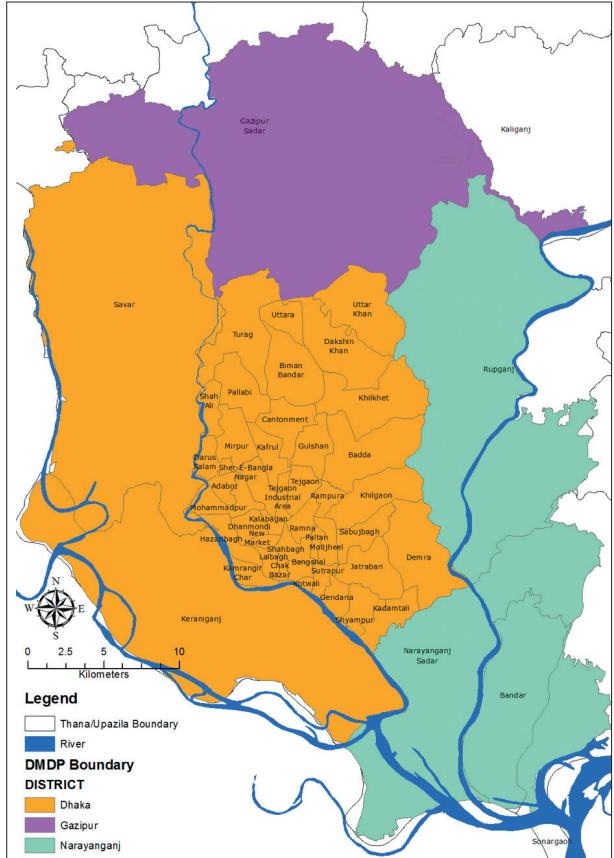 Gazipur
Sadar
Kaliganj
Savar
Uttar
Khan
Uttara
Turag
Dakshin
Khan
Biman
Bandar
Rupganj
Pallabi
Shah
Ali
Khilkhet
Cantonment
Mirpur
Kafrul
Gulshan
Badda
Darus
Salam
Sher-E-Bangla
Nagar
Adabor
Tejgaon
Tejgaon
Industrial
Area
Rampura
Khilgaon
Mohammadpur
Kalabagan
Dhanmondi
Ramna
Sabujbagh
Hazaribagh
New
Market
Paltan
Motijheel
Shahbagh
Lalbagh
Demra
Kamrangir
Char
Chak
Bazar
Bangshal
Sutrapur
Jatrabari
Kotwali
Gendaria
Kadamtali
Shyampur
Keraniganj
Narayanganj
Sadar
Bandar
Sonargaon
N
W
E
S
0 2.5 5 10
Kilometers
Legend
Thana/Upazila Boundary
River
DMDP Boundary
DISTRICT
Dhaka
Gazipur
Narayanganj